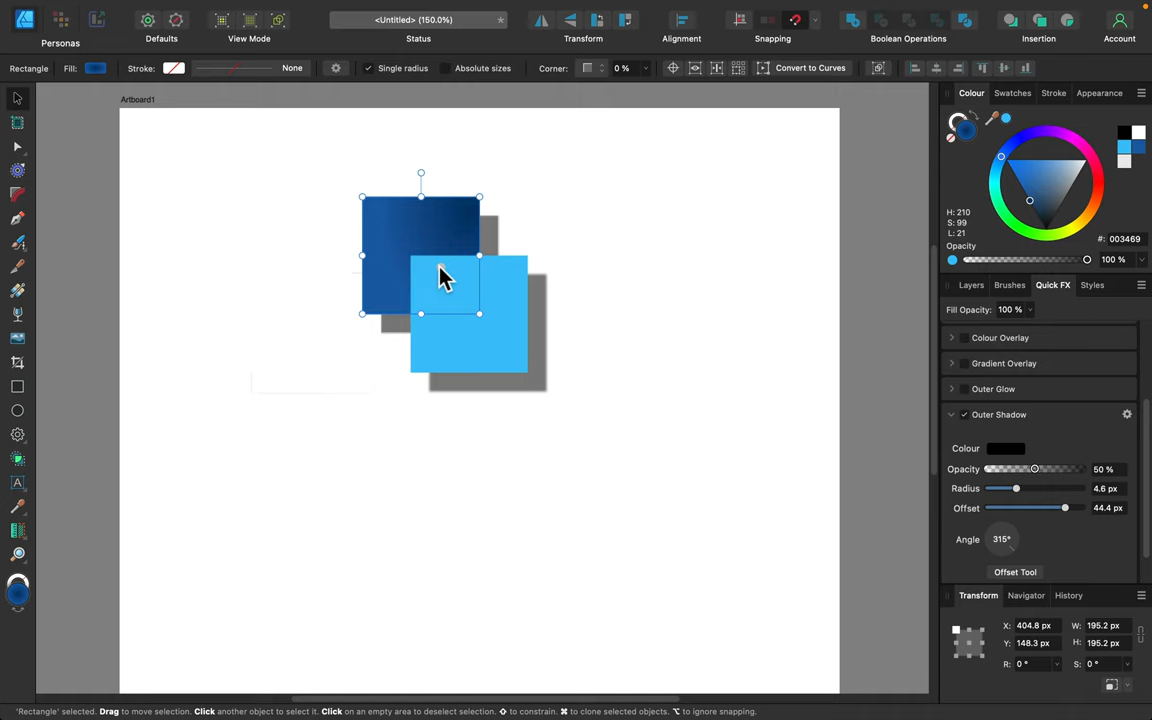 <Untitled> (150.0%)
Personas
Defaults
View Mode
Status
Transform
Alignment
Snapping
Boolean Operations
Insertion
Account
Rectangle Fill: Stroke: None Single radius Absolute sizes Corner: 0 % Convert to Curves
Artboard1
Colour Swatches Stroke Appearance
H: 210
S: 99
L: 21
#: 003469
Opacity
100 %
Layers Brushes Quick FX Styles
Fill Opacity: 100 %
Colour Overlay
Gradient Overlay
Outer Glow
Outer Shadow
Colour
Opacity 50 %
Radius 4.6 px
Offset 44.4 px
Angle 315°
Offset Tool
Transform Navigator History
X: 404.8 px W: 195.2 px
Y: 148.3 px H: 195.2 px
R: 0 ° S: 0 °
'Rectangle' selected. Drag to move selection. Click another object to select it. Click on an empty area to deselect selection. ⇧ to constrain. ⌘ to clone selected objects. ⌥ to ignore snapping.